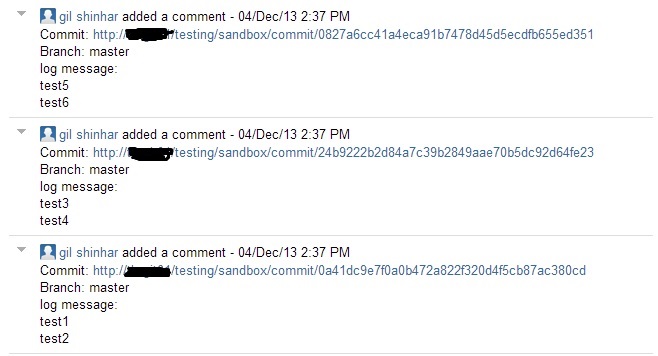 gil shinhar added a comment - 04/Dec/13 2:37 PM
Commit: http:// /testing/sandbox/commit/0827a6cc41a4eca91b7478d45d5ecdfb655ed351
Branch: master
log message:
test5
test6
gil shinhar added a comment - 04/Dec/13 2:37 PM
Commit: http:// /testing/sandbox/commit/24b9222b2d84a7c39b2849aae70b5dc92d64fe23
Branch: master
log message:
test3
test4
gil shinhar added a comment - 04/Dec/13 2:37 PM
Commit: http:// /testing/sandbox/commit/0a41dc9e7f0a0b472a822f320d4f5cb87ac380cd
Branch: master
log message:
test1
test2